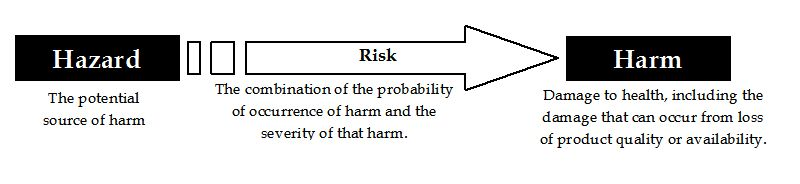 Hazard
The potential
source of harm
Risk
The combination of the probability
of occurrence of harm and the
severity of that harm.
Harm
Damage to health, including the
damage that can occur from loss
of product quality or availability.